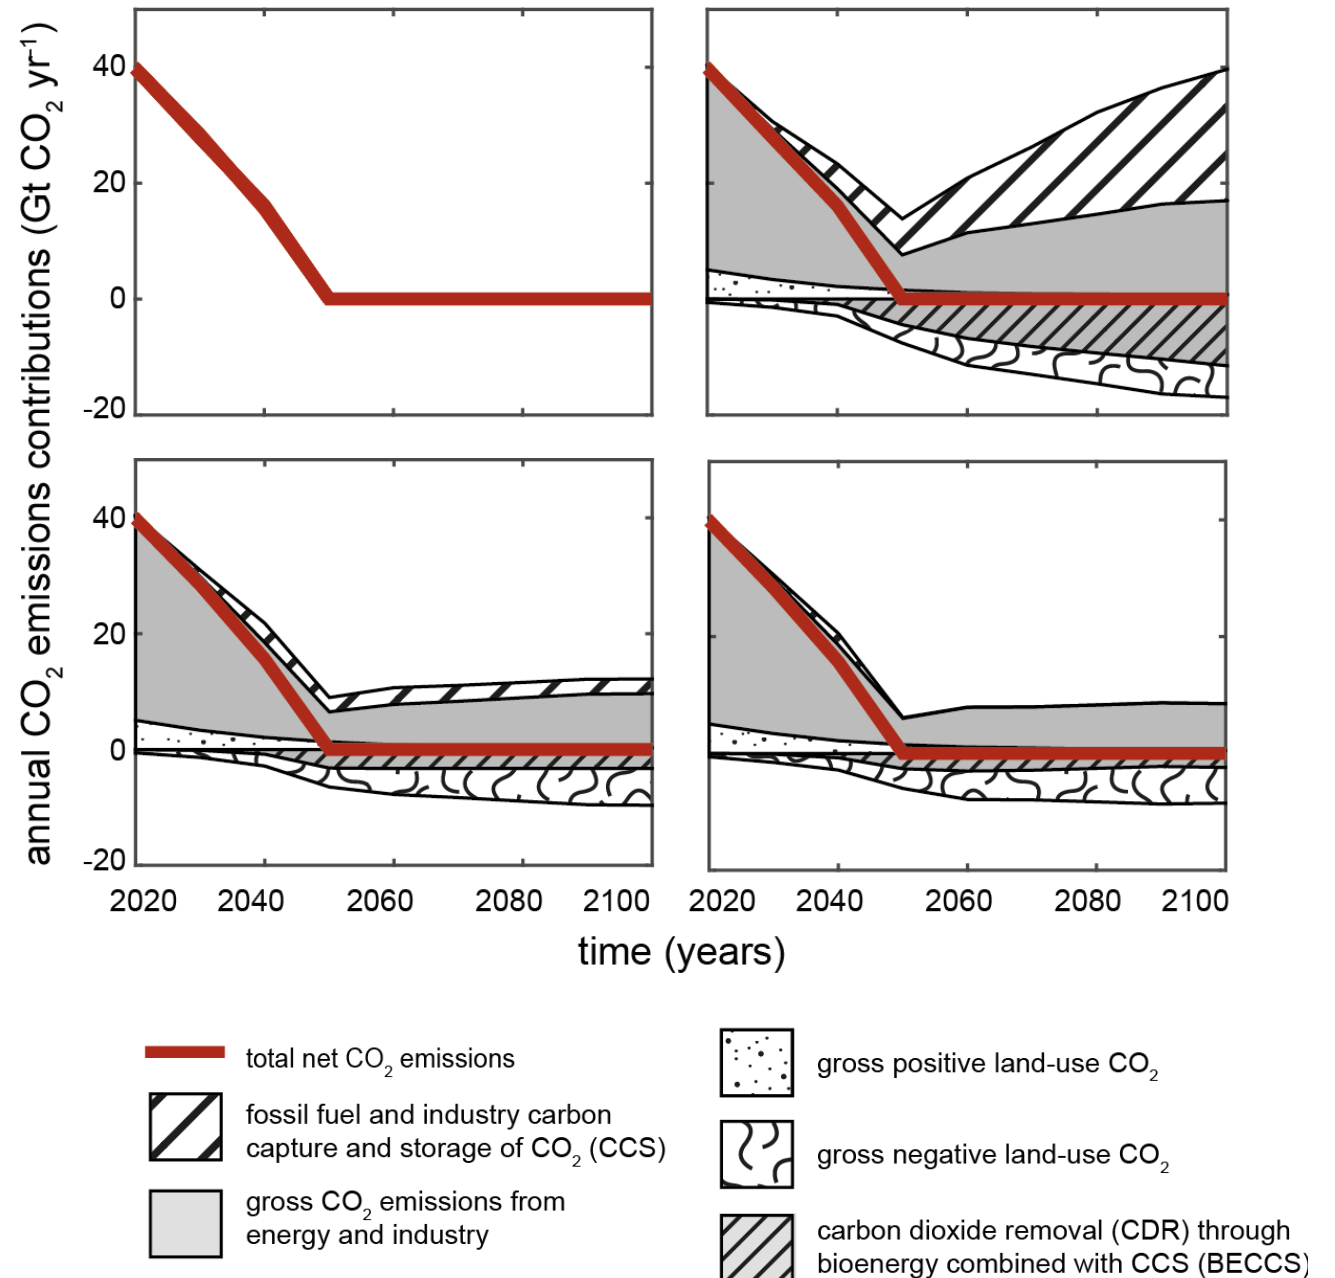 annual CO2 emissions contributions (Gt CO2 yr-1)
40
20
0
-20
40
20
0
-20
2020 2040 2060 2080 2100 2020 2040 2060 2080 2100
time (years)
total net CO2 emissions
fossil fuel and industry carbon
capture and storage of CO2 (CCS)
gross CO2 emissions from
energy and industry
gross positive land-use CO2
gross negative land-use CO2
carbon dioxide removal (CDR) through
bioenergy combined with CCS (BECCS)